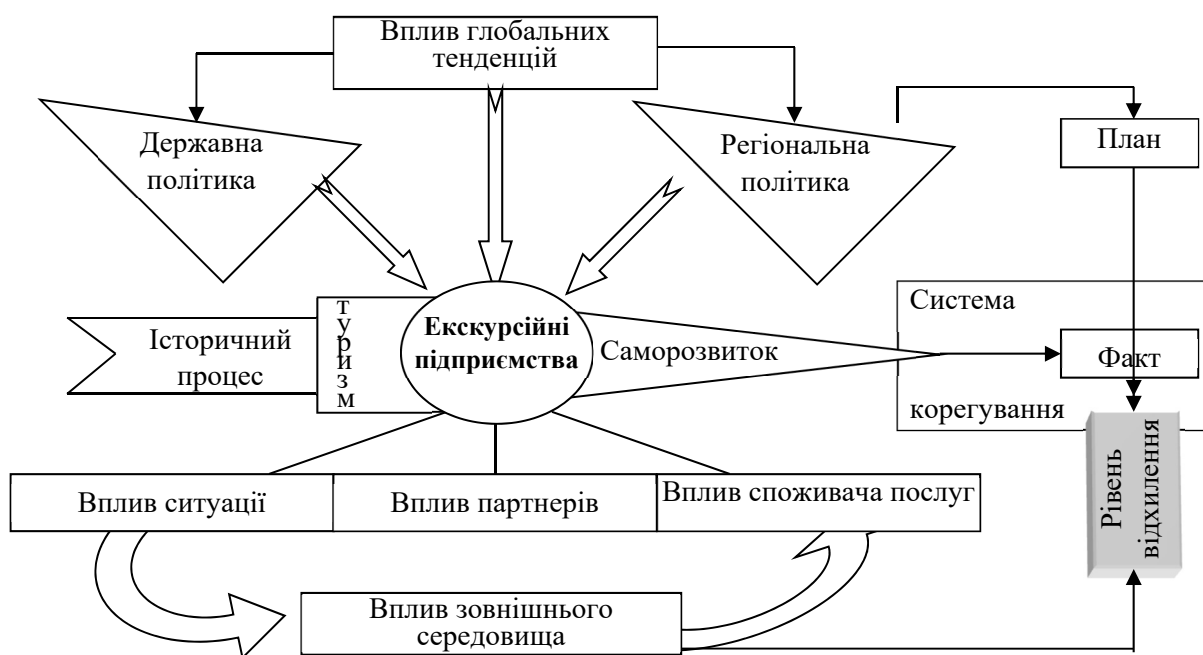 Вплив глобальних
тенденцій
Державна
політика
Регіональна
політика
План
Історичний
процес
туризм
Екскурсійні
підприємства
Саморозвиток
Система
корегування
Факт
Рівень
відхилення
Вплив ситуації
Вплив партнерів
Вплив споживача послуг
Вплив зовнішнього
середовища